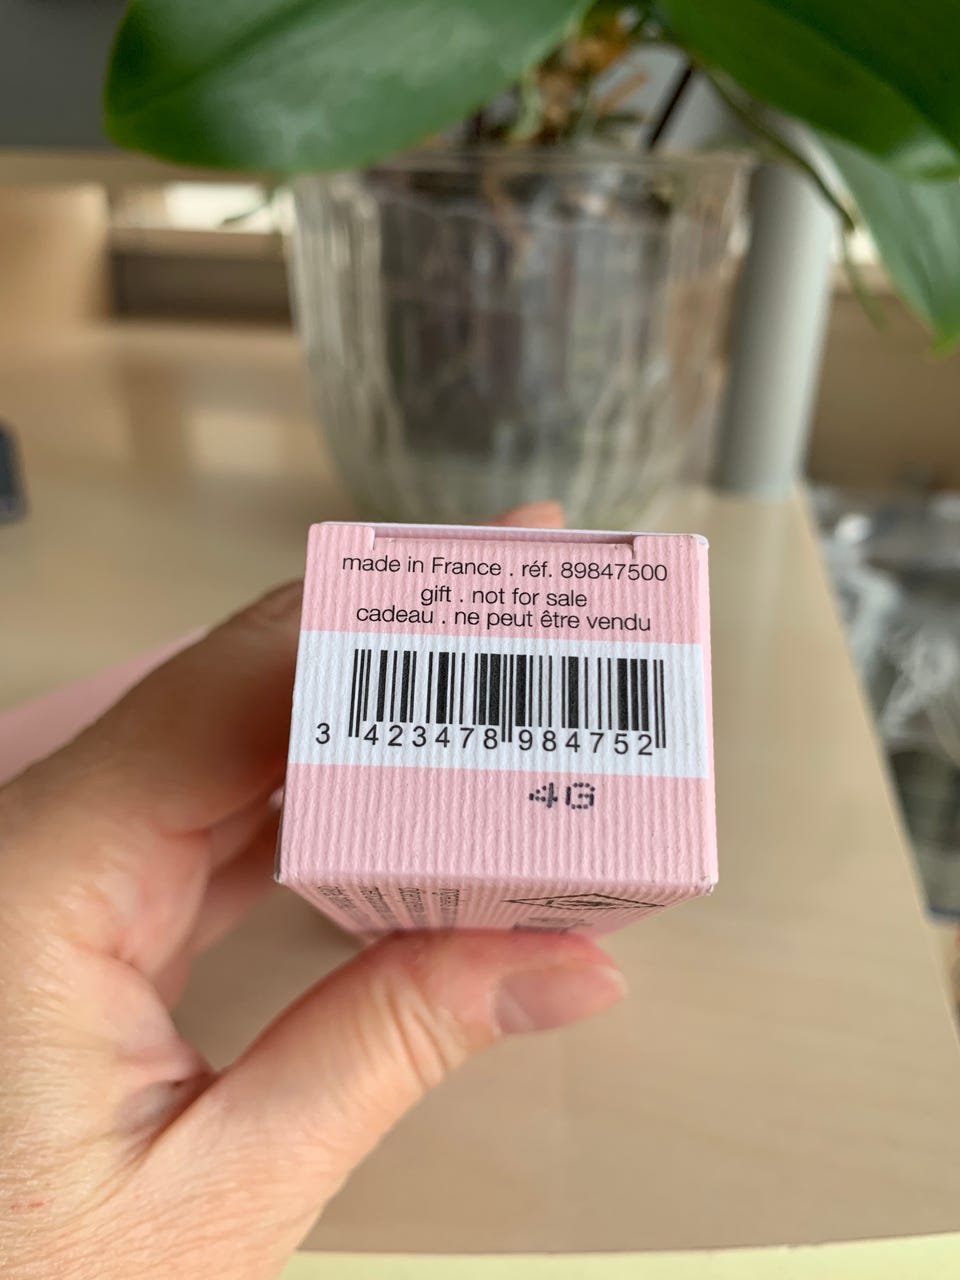 made in France . réf. 89847500
gift . not for sale
cadeau . ne peut être vendu
3 423478 984752
4G